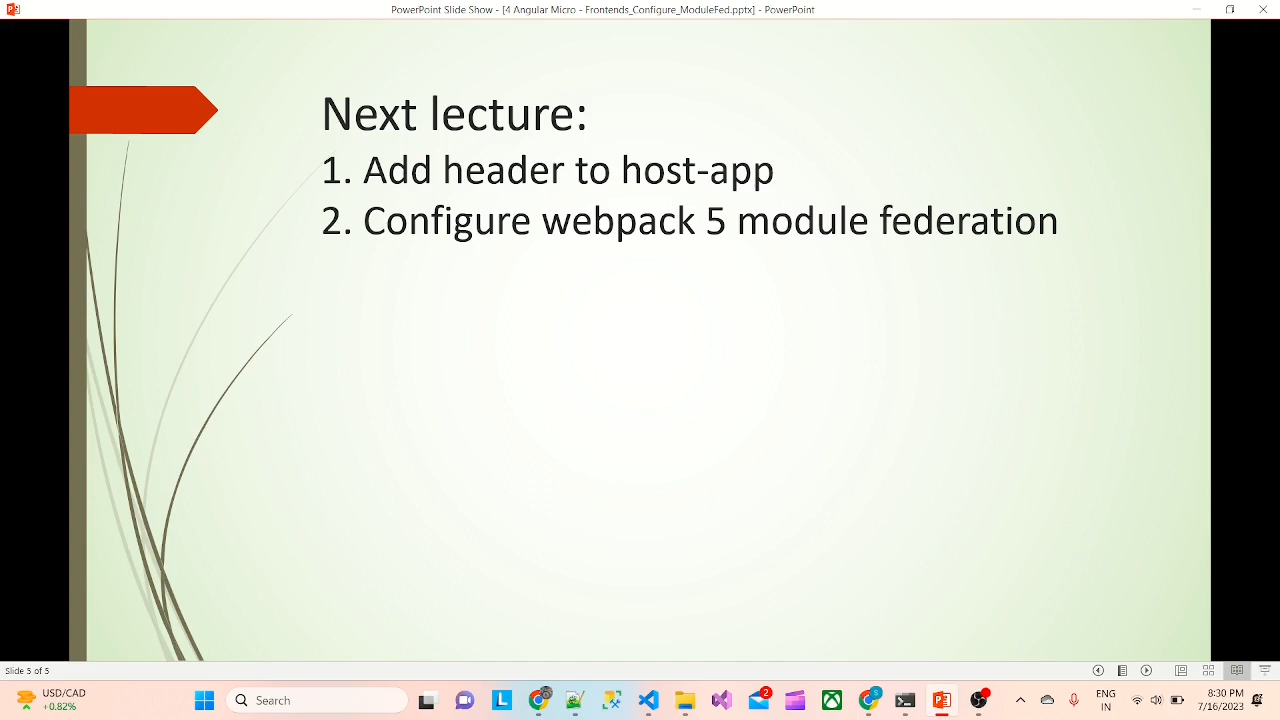 PowerPoint Slide Show - [4 Angular Micro - Frontends_Configure_ModuleFed.pptx] - PowerPoint
Next lecture:
1. Add header to host-app
2. Configure webpack 5 module federation
Slide 5 of 5
USD/CAD
+0.82%
Search
2
S
ENG
IN
8:30 PM
7/16/2023